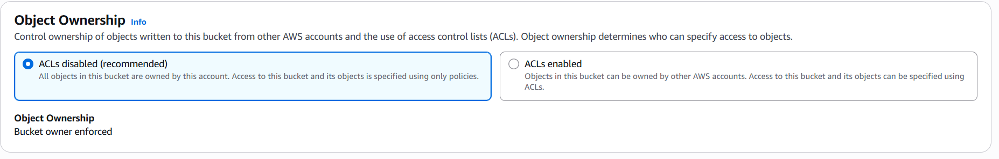 Object Ownership Info
Control ownership of objects written to this bucket from other AWS accounts and the use of access control lists (ACLs). Object ownership determines who can specify access to objects.
ACLs disabled (recommended)
All objects in this bucket are owned by this account. Access to this bucket and its objects is specified using only policies.
ACLs enabled
Objects in this bucket can be owned by other AWS accounts. Access to this bucket and its objects can be specified using
ACLs.
Object Ownership
Bucket owner enforced